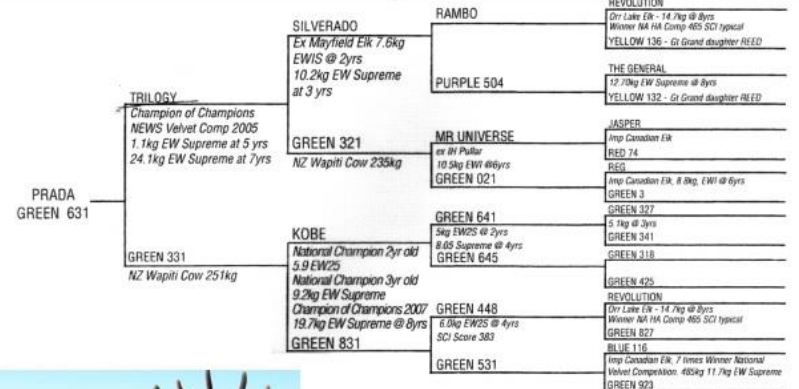 PRADA
GREEN 631
TRILOGY
Champion of Champions
NEWS Velvet Comp 2005
1.1kg EW Supreme at 5 yrs
24.1kg EW Supreme at 7yrs
GREEN 331
NZ Wapiti Cow 251kg
SILVERADO
Ex Mayfield Elk 7.6kg
EWIS @ 2yrs
10.2kg EW Supreme
at 3 yrs
GREEN 321
NZ Wapiti Cow 235kg
KOBE
National Champion 2yr old
5.9 EW25
National Champion 3yr old
9.2kg EW Supreme
Champion of Champions 2007
19.7kg EW Supreme @ 8yrs
GREEN 831
RAMBO
PURPLE 504
MR UNIVERSE
ex IH Pullar
10.5kg EWI @6yrs
GREEN 021
GREEN 641
5kg EW2S @ 2yrs
8.05 Supreme @ 4yrs
GREEN 645
GREEN 448
6.0kg EW2S @ 4yrs
SCI Score 383
GREEN 531
REVOLUTION
Orr Lake Elk - 14.7kg @ 8yrs
Winner NA HA Comp 465 SCI typical
YELLOW 136 - Gt Grand daughter REED
THE GENERAL
12.70kg EW Supreme @ 8yrs
YELLOW 132 - Gt Grand daughter REED
JASPER
Imp Canadian Elk
RED 74
REG
Imp Canadian Elk, 8.8kg, EWI @ 6yrs
GREEN 3
GREEN 327
5.1kg @ 3yrs
GREEN 341
GREEN 318
GREEN 425
REVOLUTION
Orr Lake Elk - 14.7kg @ 8yrs
Winner NA HA Comp 465 SCI typical
GREEN 827
BLUE 116
Imp Canadian Elk, 7 times Winner National
Velvet Competition. 485kg 11.7kg EW Supreme
GREEN 923